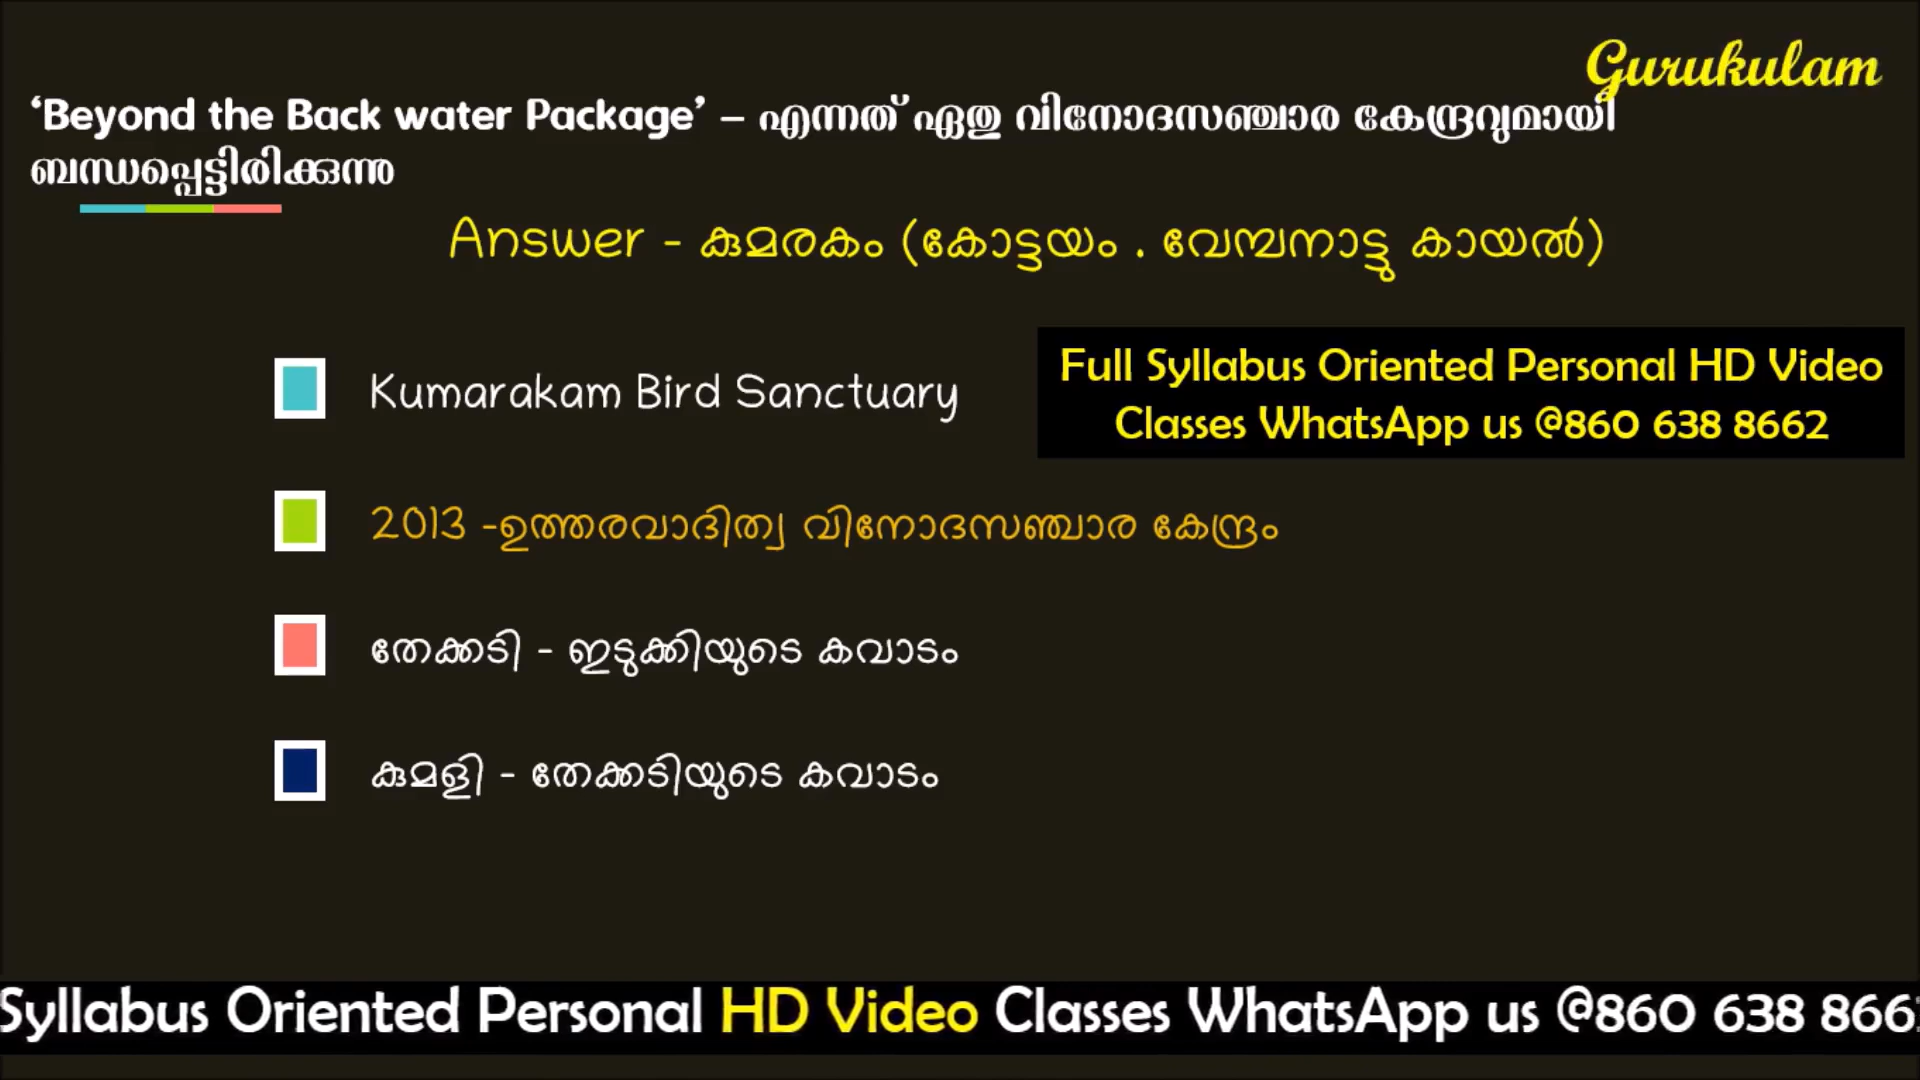 Gurukulam
‘Beyond the Back water Package’ – എന്നത് ഏതു വിനോദസഞ്ചാര കേന്ദ്രവുമായി
ബന്ധപ്പെട്ടിരിക്കുന്നു
Answer - കുമരകം (കോട്ടയം . വേമ്പനാട്ടു കായൽ)
Kumarakam Bird Sanctuary
Full Syllabus Oriented Personal HD Video
Classes WhatsApp us @860 638 8662
2013 -ഉത്തരവാദിത്വ വിനോദസഞ്ചാര കേന്ദ്രം
തേക്കടി - ഇടുക്കിയുടെ കവാടം
കുമളി - തേക്കടിയുടെ കവാടം
Syllabus Oriented Personal HD Video Classes WhatsApp us @860 638 866